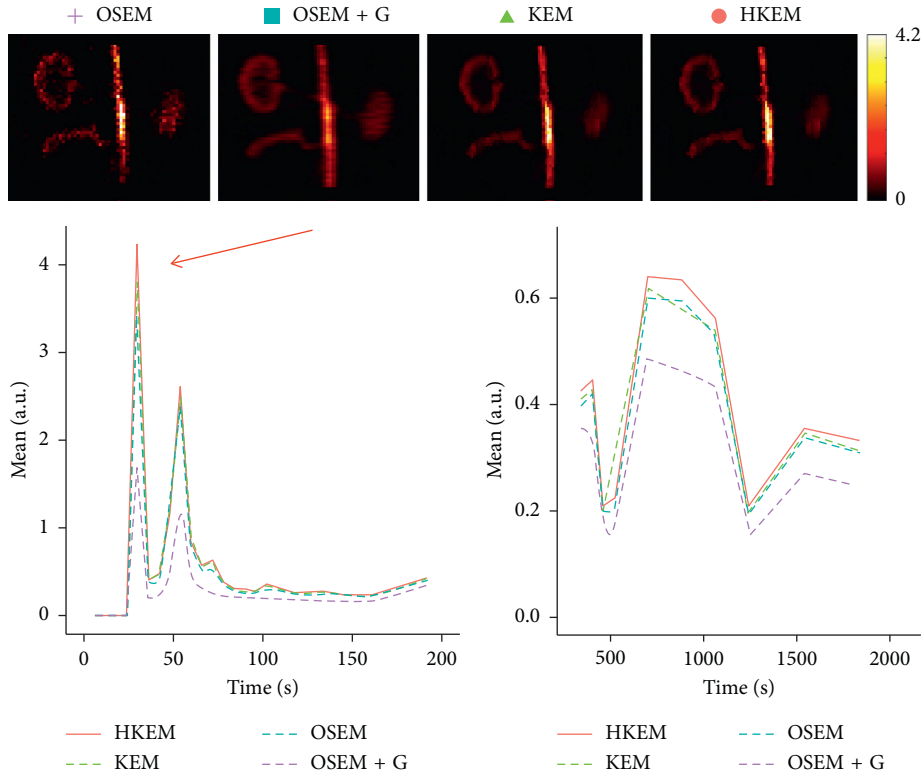 OSEM OSEM + G KEM HKEM
4.2
0
Mean (a.u.)
4
3
2
1
0
0 50 100 150 200
Time (s)
HKEM OSEM
KEM OSEM + G
Mean (a.u.)
0.6
0.4
0.2
0.0
500 1000 1500 2000
Time (s)
HKEM OSEM
KEM OSEM + G